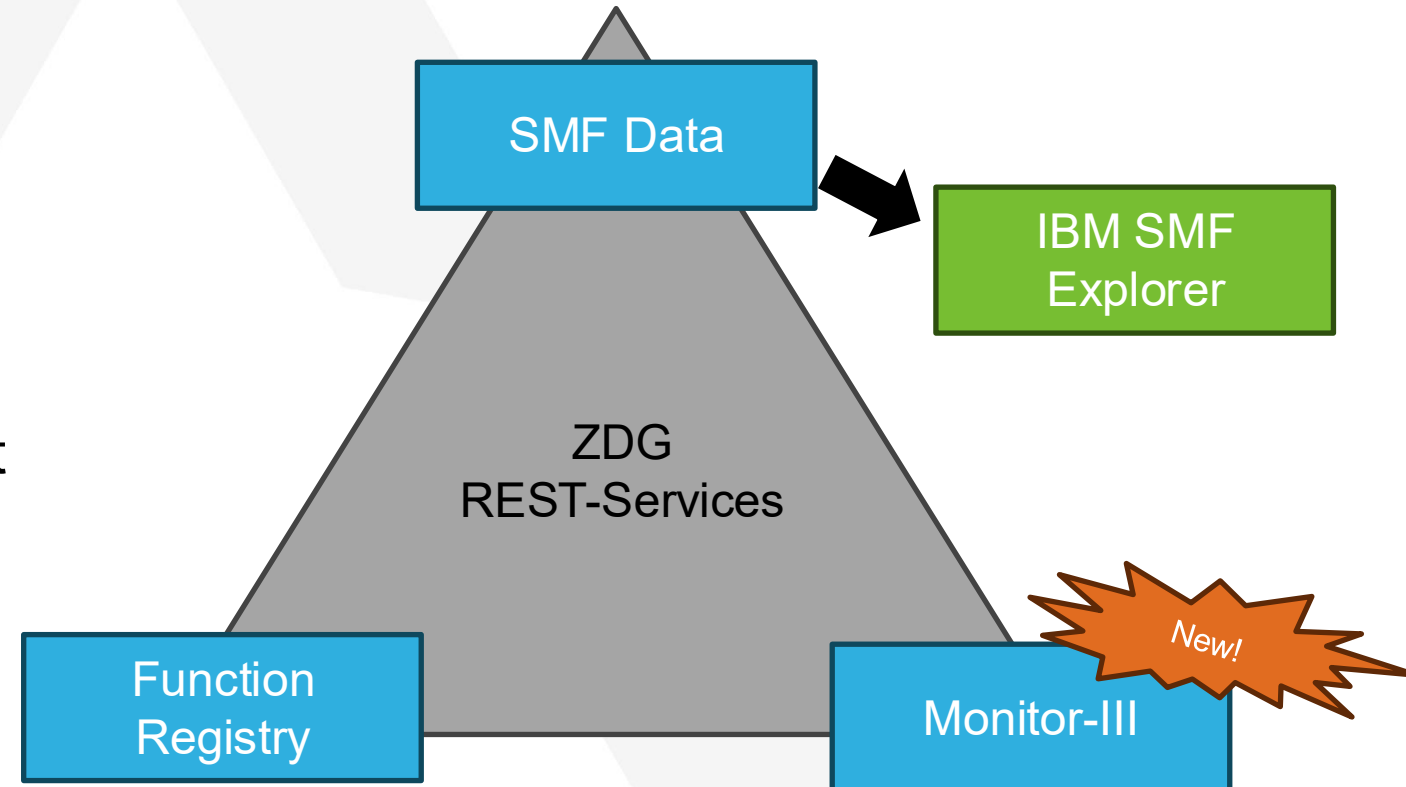 SMF Data
IBM SMF
Explorer
t
ZDG
REST-Services
New!
Function
Registry
Monitor-III